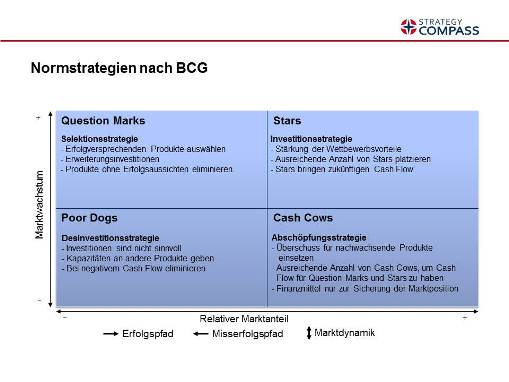 STRATEGY
COMPASS
Normstrategien nach BCG
+
Question Marks
Selektionsstrategie
- Erfolgversprechenden Produkte auswählen
- Erweiterungsinvestitionen
- Produkte ohne Erfolgsaussichten eliminieren
Stars
Investitionsstrategie
- Stärkung der Wettbewerbsvorteile
- Ausreichende Anzahl von Stars platzieren
- Stars bringen zukünftigen Cash Flow
Marktwachstum
Poor Dogs
Desinvestitionsstrategie
- Investitionen sind nicht sinnvoll
- Kapazitäten an andere Produkte geben
- Bei negativem Cash Flow eliminieren
Cash Cows
Abschöpfungsstrategie
- Überschuss für nachwachsende Produkte
einsetzen
- Ausreichende Anzahl von Cash Cows, um Cash
Flow für Question Marks und Stars zu haben
- Finanzmittel nur zur Sicherung der Marktposition
–
– Relativer Marktanteil +
Erfolgspfad Misserfolgspfad Marktdynamik